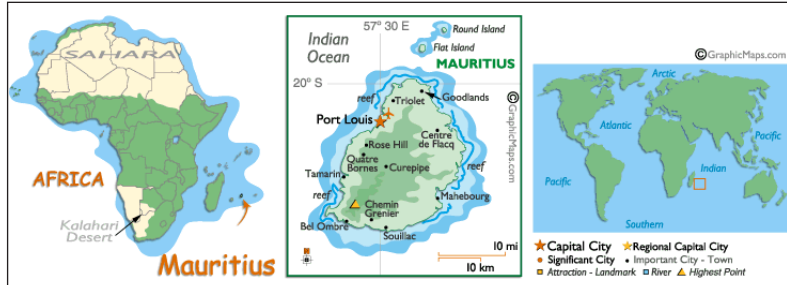 SAHARA
AFRICA
Kalahari
Desert
Mauritius
57° 30 E
Indian
Ocean
Round Island
Flat Island
MAURITIUS
20° S
reef
Triolet
Goodlands
Port Louis
Centre
de Flacq
Rose Hill
Quatre
Bornes
Curepipe
reef
Tamarin
reef
Mahebourg
Chemin
Grenier
Bel Ombre
Souillac
N
10 mi
10 km
©GraphicMaps.com
©GraphicMaps.com
Arctic
Atlantic
Pacific
Indian
Pacific
Southern
Capital City
Regional Capital City
Significant City
Important City - Town
Attraction - Landmark
River
Highest Point